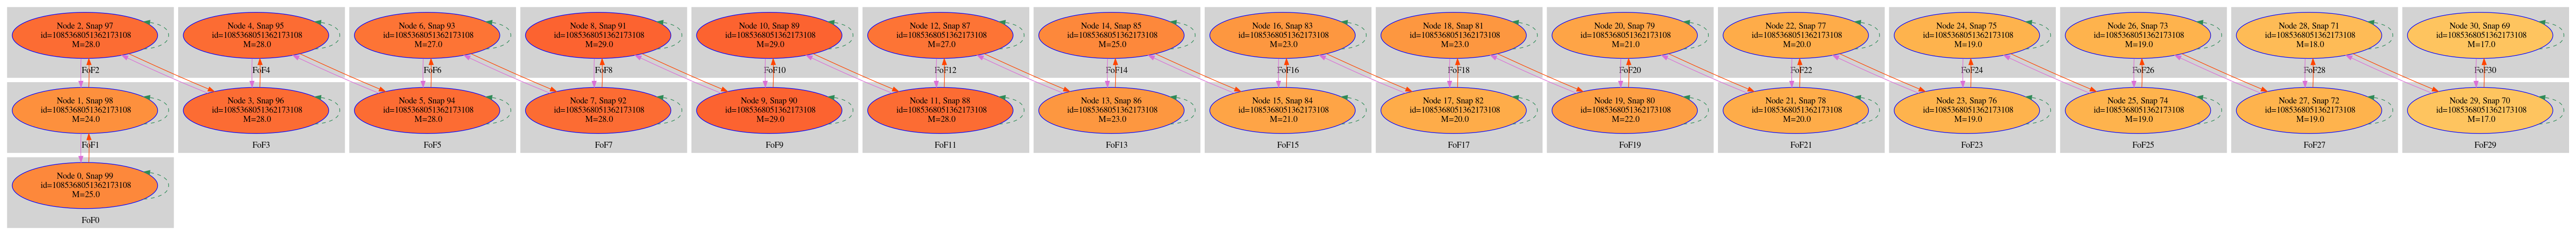 Node 2, Snap 97
id=1085368051362173108
M=28.0
FoF2
Node 4, Snap 95
id=1085368051362173108
M=28.0
FoF4
Node 6, Snap 93
id=1085368051362173108
M=27.0
FoF6
Node 8, Snap 91
id=1085368051362173108
M=29.0
FoF8
Node 10, Snap 89
id=1085368051362173108
M=29.0
FoF10
Node 12, Snap 87
id=1085368051362173108
M=27.0
FoF12
Node 14, Snap 85
id=1085368051362173108
M=25.0
FoF14
Node 16, Snap 83
id=1085368051362173108
M=23.0
FoF16
Node 18, Snap 81
id=1085368051362173108
M=23.0
FoF18
Node 20, Snap 79
id=1085368051362173108
M=21.0
FoF20
Node 22, Snap 77
id=1085368051362173108
M=20.0
FoF22
Node 24, Snap 75
id=1085368051362173108
M=19.0
FoF24
Node 26, Snap 73
id=1085368051362173108
M=19.0
FoF26
Node 28, Snap 71
id=1085368051362173108
M=18.0
FoF28
Node 30, Snap 69
id=1085368051362173108
M=17.0
FoF30
Node 1, Snap 98
id=1085368051362173108
M=24.0
FoF1
Node 3, Snap 96
id=1085368051362173108
M=28.0
FoF3
Node 5, Snap 94
id=1085368051362173108
M=28.0
FoF5
Node 7, Snap 92
id=1085368051362173108
M=28.0
FoF7
Node 9, Snap 90
id=1085368051362173108
M=29.0
FoF9
Node 11, Snap 88
id=1085368051362173108
M=28.0
FoF11
Node 13, Snap 86
id=1085368051362173108
M=23.0
FoF13
Node 15, Snap 84
id=1085368051362173108
M=21.0
FoF15
Node 17, Snap 82
id=1085368051362173108
M=20.0
FoF17
Node 19, Snap 80
id=1085368051362173108
M=22.0
FoF19
Node 21, Snap 78
id=1085368051362173108
M=20.0
FoF21
Node 23, Snap 76
id=1085368051362173108
M=19.0
FoF23
Node 25, Snap 74
id=1085368051362173108
M=19.0
FoF25
Node 27, Snap 72
id=1085368051362173108
M=19.0
FoF27
Node 29, Snap 70
id=1085368051362173108
M=17.0
FoF29
Node 0, Snap 99
id=1085368051362173108
M=25.0
FoF0